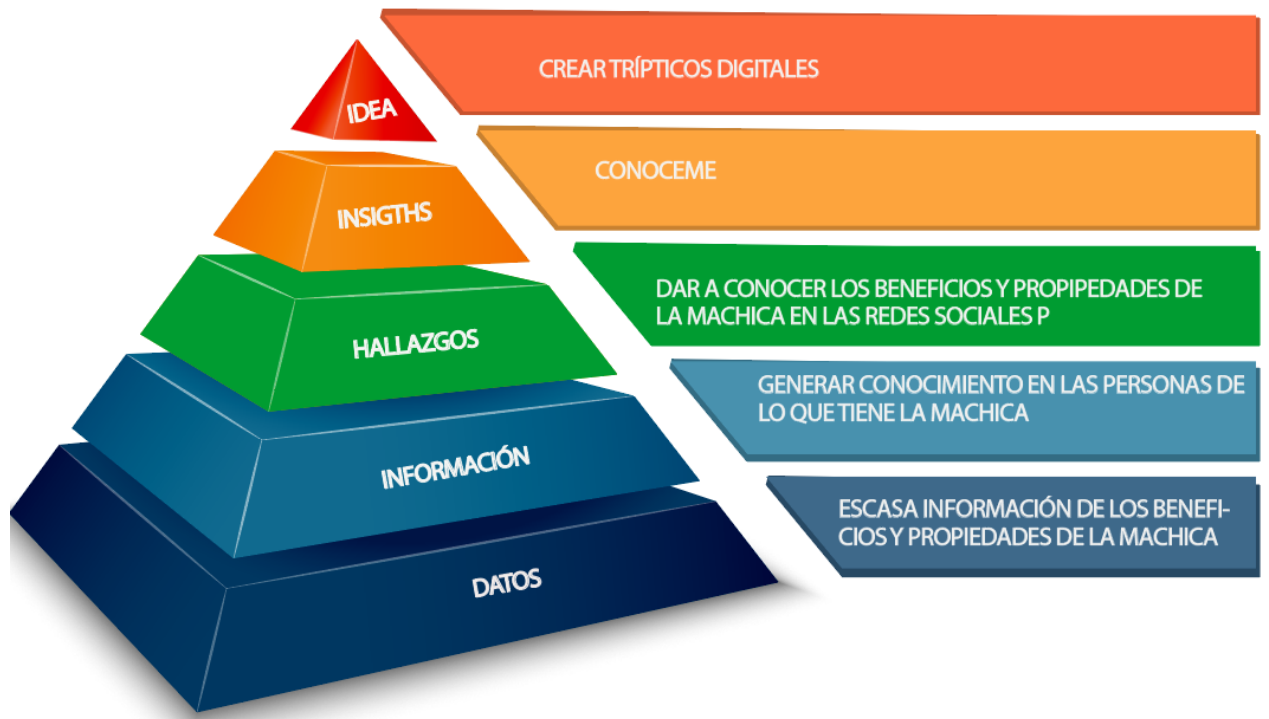 IDEA
CREAR TRÍPTICOS DIGITALES
INSIGTHS
CONOCEME
HALLAZGOS
DAR A CONOCER LOS BENEFICIOS Y PROPIPEDADES DE
LA MACHICA EN LAS REDES SOCIALES P
INFORMACIÓN
GENERAR CONOCIMIENTO EN LAS PERSONAS DE
LO QUE TIENE LA MACHICA
DATOS
ESCASA INFORMACIÓN DE LOS BENEFI-
CIOS Y PROPIEDADES DE LA MACHICA